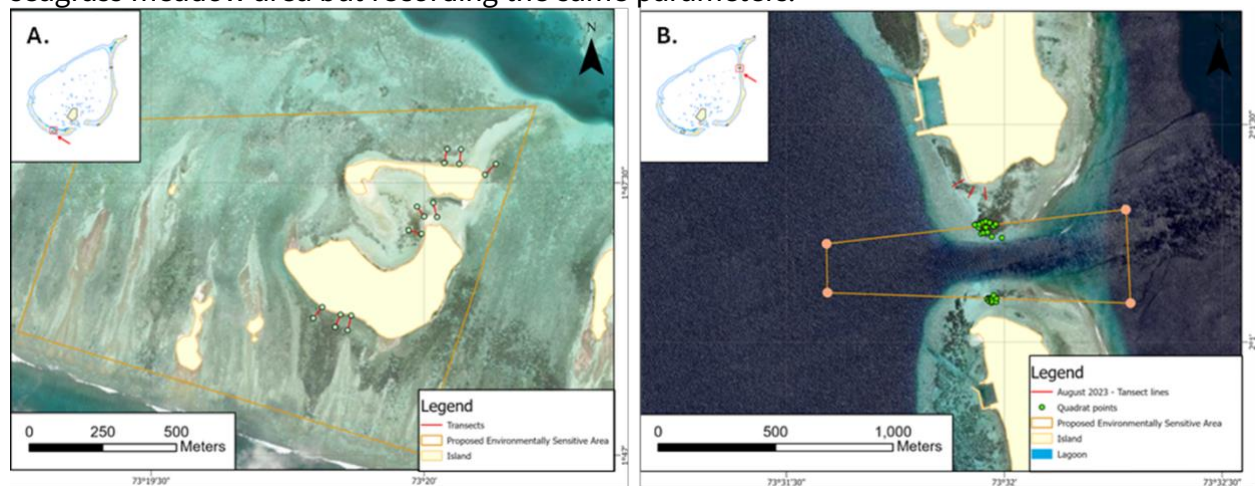 seagrass meadow area but recording the same parameters.
A.
N
1°47'30"
Legend
Transects
Proposed Environmentally Sensitive Area
Island
0 250 500
Meters
1°47'
73°19'30" 73°20'
B.
N
2°1'30"
2°1'
Legend
August 2023 - Tansect lines
Quadrat points
Proposed Environmentally Sensitive Area
Island
Lagoon
0 500 1,000
Meters
73°31'30" 73°32' 73°32'30"